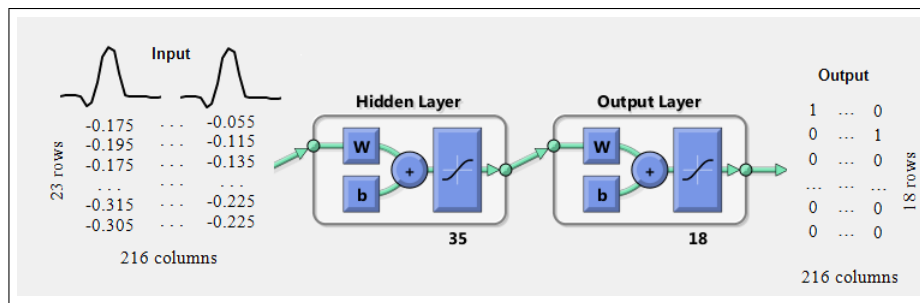 Input
23 rows
-0.175 . . . -0.055
-0.195 . . . -0.115
-0.175 . . . -0.135
. . . . . . . . .
-0.315 . . . -0.225
-0.305 . . . -0.225
216 columns
Hidden Layer
W
b
+
35
Output Layer
W
b
+
18
Output
1 ... 0
0 ... 1
0 ... 0
... ... ...
0 ... 0
0 ... 0
18 rows
216 columns